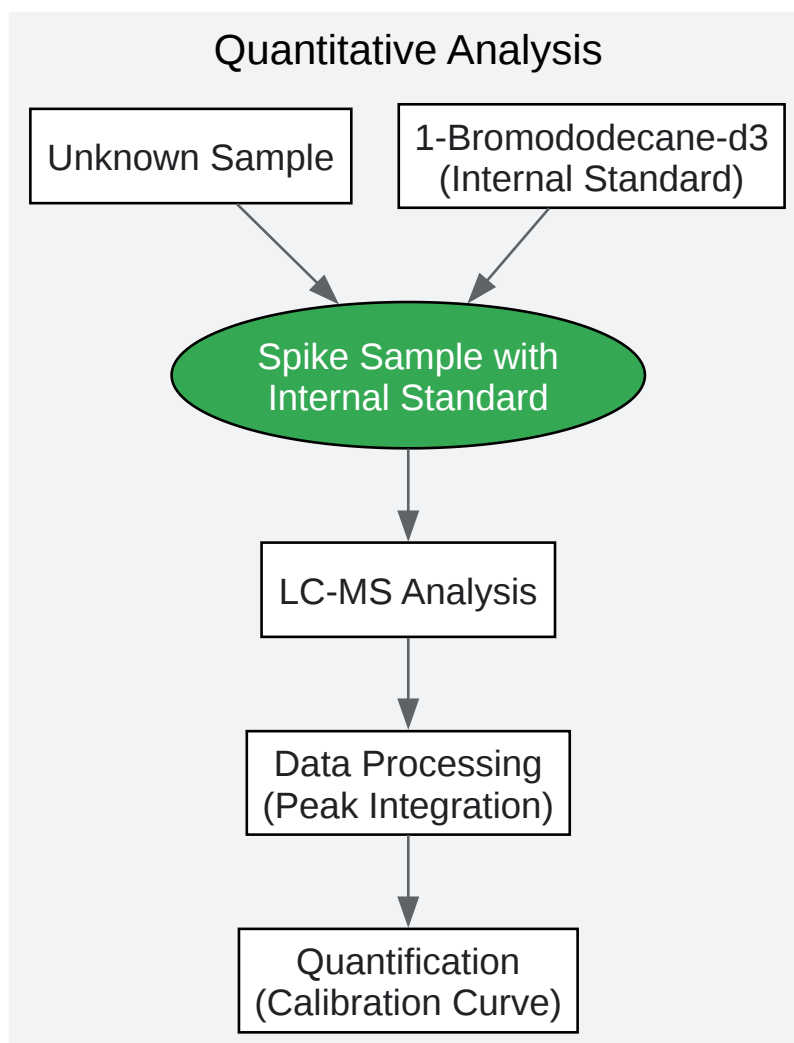 Quantitative Analysis
Unknown Sample
1-Bromododecane-d3
(Internal Standard)
Spike Sample with
Internal Standard
LC-MS Analysis
Data Processing
(Peak Integration)
Quantification
(Calibration Curve)